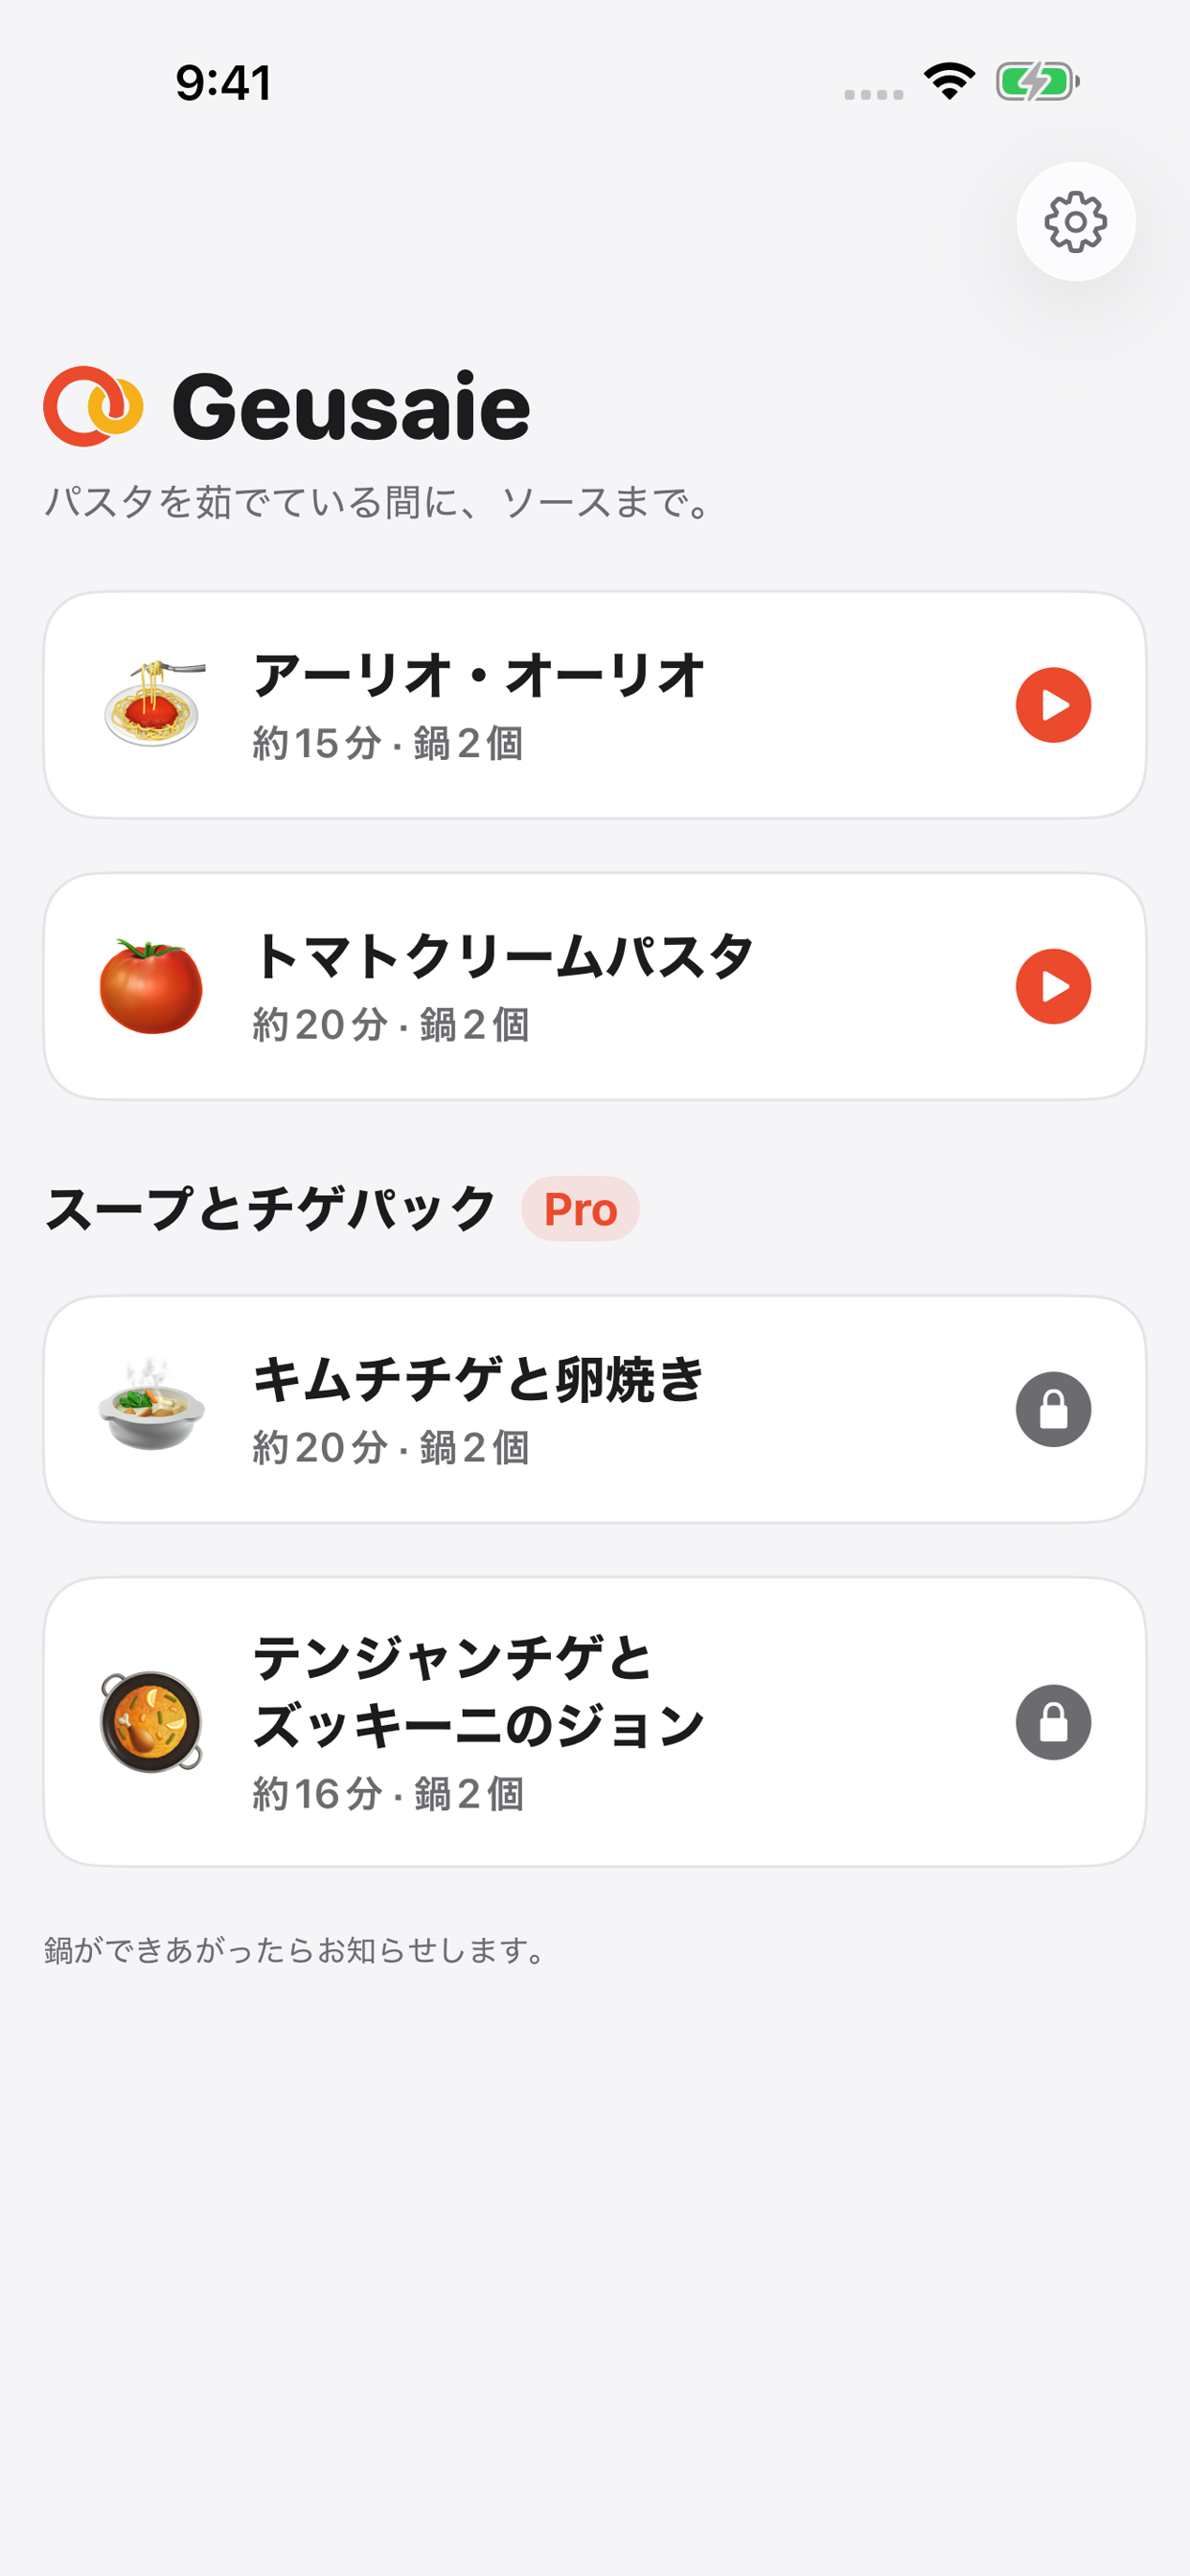 9:41
Geusaie
パスタを茹でている間に、ソースまで。
アーリオ・オーリオ
約15分 · 鍋2個
トマトクリームパスタ
約20分 · 鍋2個
スープとチゲパック Pro
キムチチゲと卵焼き
約20分 · 鍋2個
テンジャンチゲと
ズッキーニのジョン
約16分 · 鍋2個
鍋ができあがったらお知らせします。